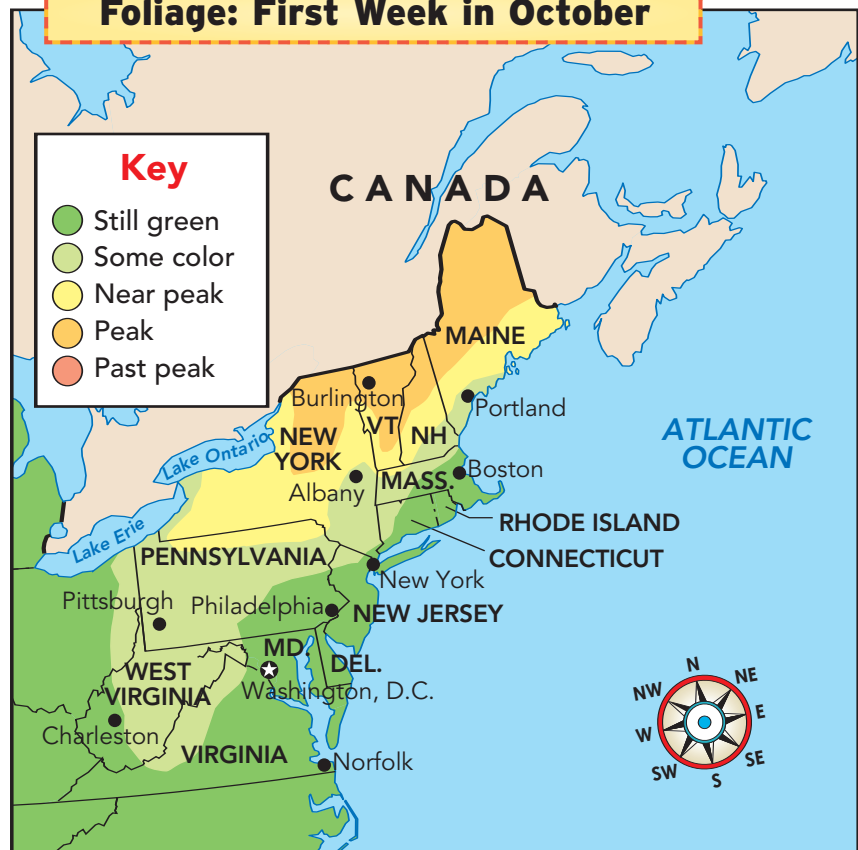 Foliage: First Week in October
Key
Still green
Some color
Near peak
Peak
Past peak
CANADA
MAINE
Burlington
Portland
VT
NH
NEW
YORK
Lake Ontario
ATLANTIC
OCEAN
Albany
MASS.
Boston
RHODE ISLAND
CONNECTICUT
Lake Erie
PENNSYLVANIA
New York
Pittsburgh
Philadelphia
NEW JERSEY
MD.
DEL.
WEST
VIRGINIA
Washington, D.C.
Charleston
VIRGINIA
Norfolk
N
NE
E
SE
S
SW
W
NW